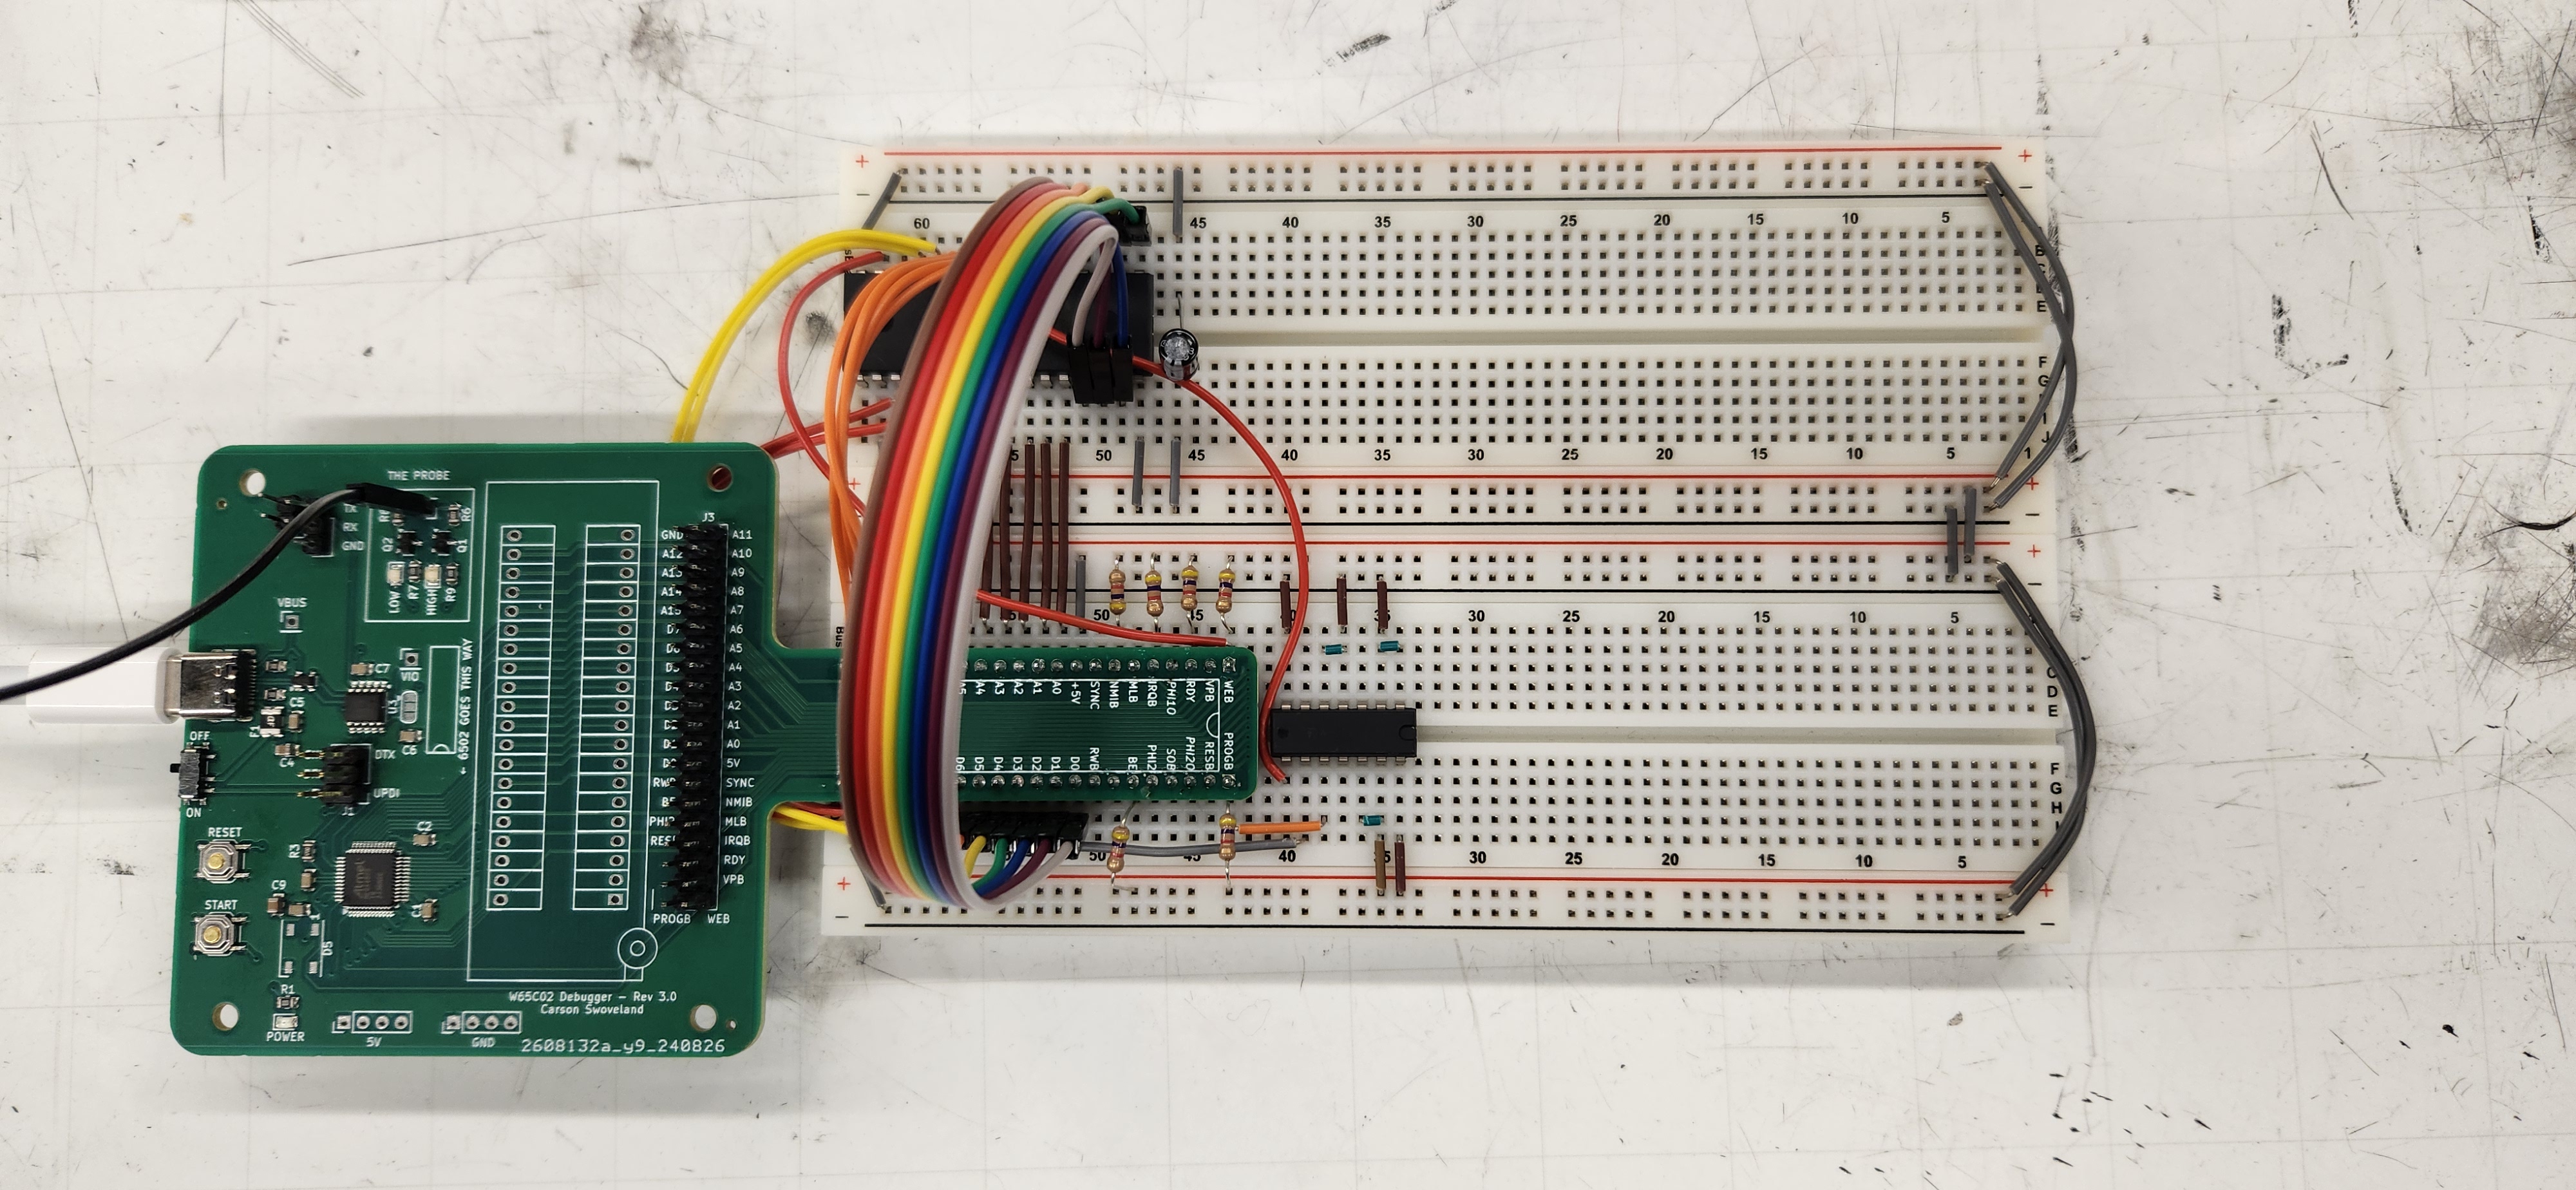 THE PROBE
TX
RX
GND
R6
Q2
Q1
LOW
R7
HIGH
R9
VBUS
VIO
C7
U3
C6
C5
F1
C4
← 6502 GOES THIS WAY
OFF
ON
DTX
UPDI
J1
RESET
START
R3
C2
C9
C1
D5
R1
POWER
5V
GND
J3
GND A11
A12 A10
A13 A9
A14 A8
A15 A7
D7 A6
D6 A5
D5 A4
D4 A3
D3 A2
D2 A1
D1 A0
D0 5V
RWB SYNC
BE NMIB
PHI2 MLB
RESB IRQB
RDY
VPB
PROGB WEB
W65C02 Debugger - Rev 3.0
Carson Swoveland
2608132a_y9_240826
A5 A4 A3 A2 A1 A0 +5V SYNC NMIB MLB IRQB PHI1O RDY VPB WEB
D6 D5 D4 D3 D2 D1 D0 RWB BE PHI2 SOB PHI2O RESB PROGB
+ +
−
60 45 40 35 30 25 20 15 10 5
B
C
E
F
G
I
J
50 45 40 35 30 25 20 15 10 5 1
+ +
−
+
−
50 45 40 35 30 25 20 15 10 5
C
D
E
F
G
H
50 45 40 35 30 25 20 15 10 5
+ +
− −